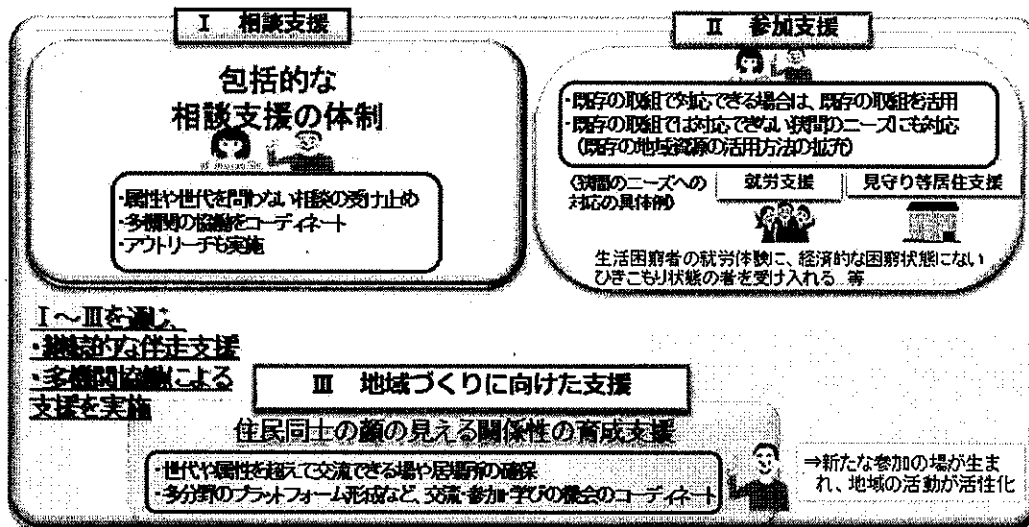 Ⅰ 相談支援
包括的な
相談支援の体制
・属性や世代を問わない相談の受け止め
・多機関の協働をコーディネート
・アウトリーチも実施
Ⅱ 参加支援
・既存の取組で対応できる場合は、既存の取組を活用
・既存の取組では対応できない狭間のニーズにも対応
（既存の地域資源の活用方法の拡充）
（狭間のニーズへの
対応の具体例）
就労支援
見守り等居住支援
生活困窮者の就労体験に、経済的な困窮状態にない
ひきこもり状態の者を受け入れる 等
Ⅰ～Ⅲを通じ、
・継続的な伴走支援
・多機関協働による
支援を実施
Ⅲ 地域づくりに向けた支援
住民同士の顔の見える関係性の育成支援
・世代や属性を超えて交流できる場や居場所の確保
・多分野のプラットフォーム形成など、交流・参加・学びの機会のコーディネート
⇒新たな参加の場が生ま
れ、地域の活動が活性化